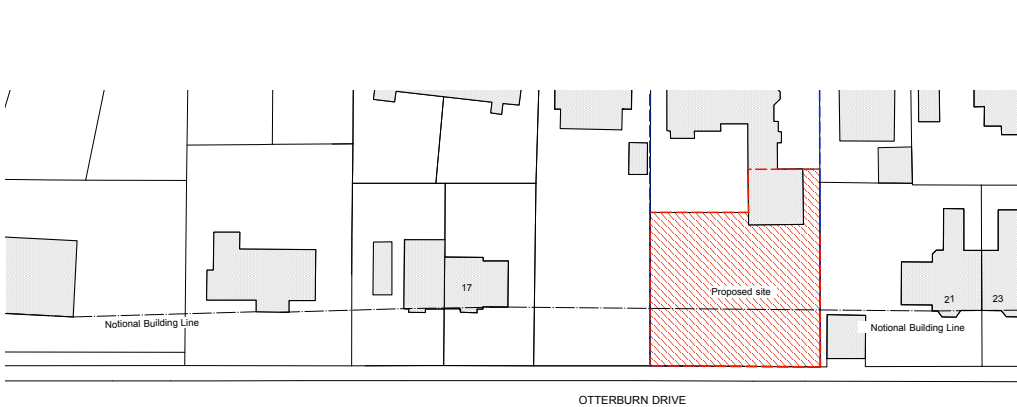 17
Proposed site
21
23
Notional Building Line
Notional Building Line
OTTERBURN DRIVE